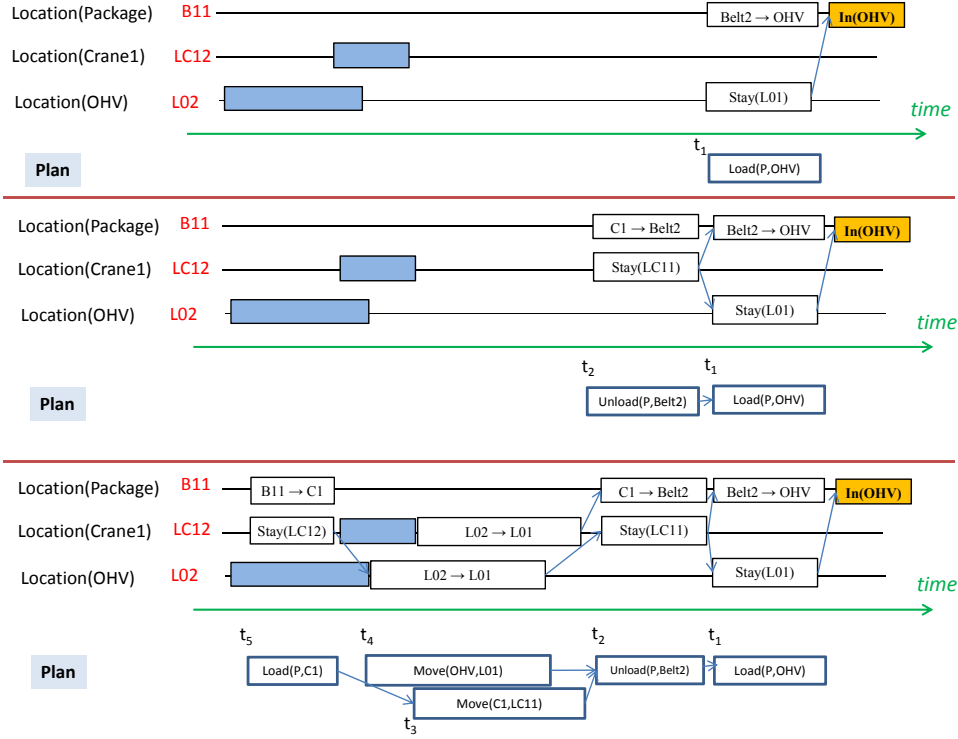 Location(Package) B11 Belt2 → OHV In(OHV)
Location(Crane1) LC12
Location(OHV) L02 Stay(L01)
time
t1
Plan Load(P,OHV)
Location(Package) B11 C1 → Belt2 Belt2 → OHV In(OHV)
Location(Crane1) LC12 Stay(LC11)
Location(OHV) L02 Stay(L01)
time
t2 t1
Plan Unload(P,Belt2) Load(P,OHV)
Location(Package) B11 B11 → C1 C1 → Belt2 Belt2 → OHV In(OHV)
Location(Crane1) LC12 Stay(LC12) L02 → L01 Stay(LC11)
Location(OHV) L02 L02 → L01 Stay(L01)
time
t5 t4 t2 t1
Plan Load(P,C1) Move(OHV,L01) Unload(P,Belt2) Load(P,OHV)
t3 Move(C1,LC11)